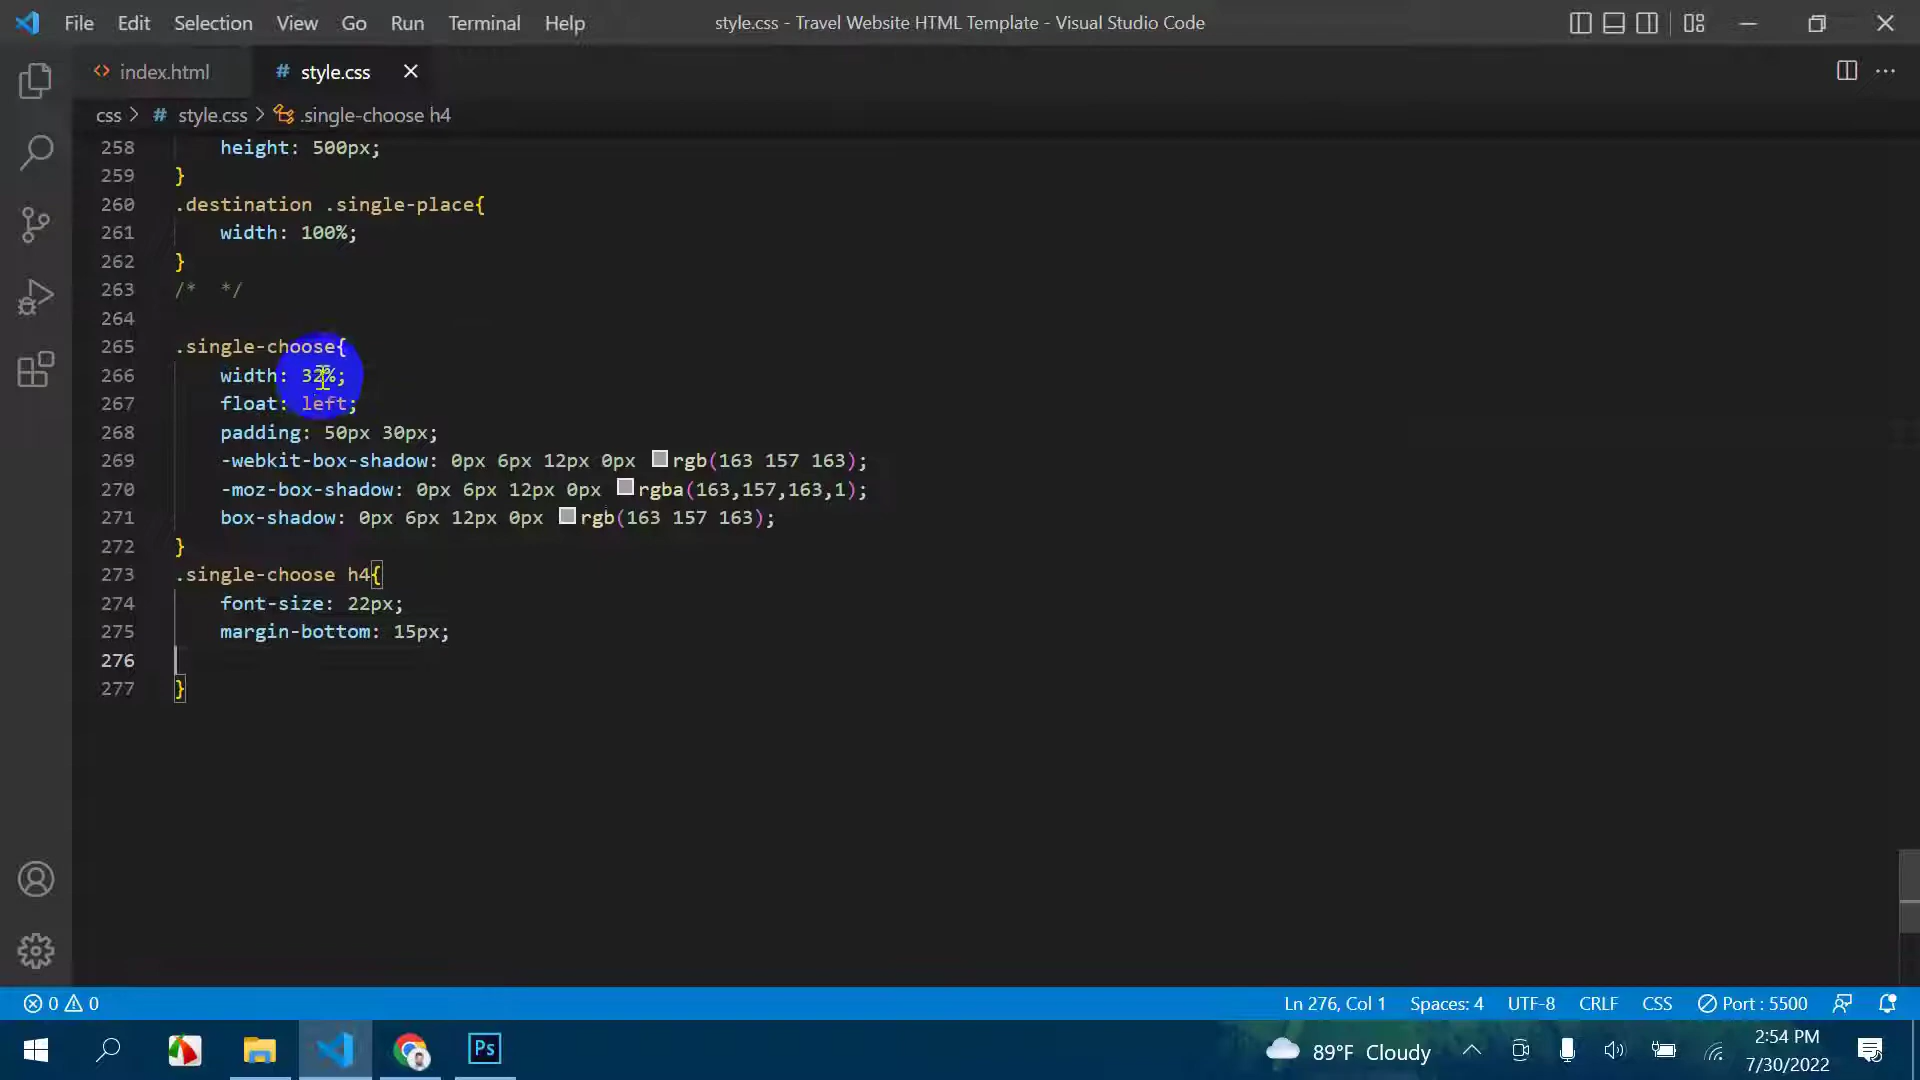 File Edit Selection View Go Run Terminal Help
style.css - Travel Website HTML Template - Visual Studio Code
index.html
# style.css
css > # style.css > .single-choose h4
258 height: 500px;
259 }
260 .destination .single-place{
261 width: 100%;
262 }
263 /*  */
264
265 .single-choose{
266 width: 32%;
267 float: left;
268 padding: 50px 30px;
269 -webkit-box-shadow: 0px 6px 12px 0px rgb(163 157 163);
270 -moz-box-shadow: 0px 6px 12px 0px rgba(163,157,163,1);
271 box-shadow: 0px 6px 12px 0px rgb(163 157 163);
272 }
273 .single-choose h4{
274 font-size: 22px;
275 margin-bottom: 15px;
276
277 }
0 0 Ln 276, Col 1 Spaces: 4 UTF-8 CRLF CSS Port : 5500
Ps
89°F Cloudy
2:54 PM
7/30/2022